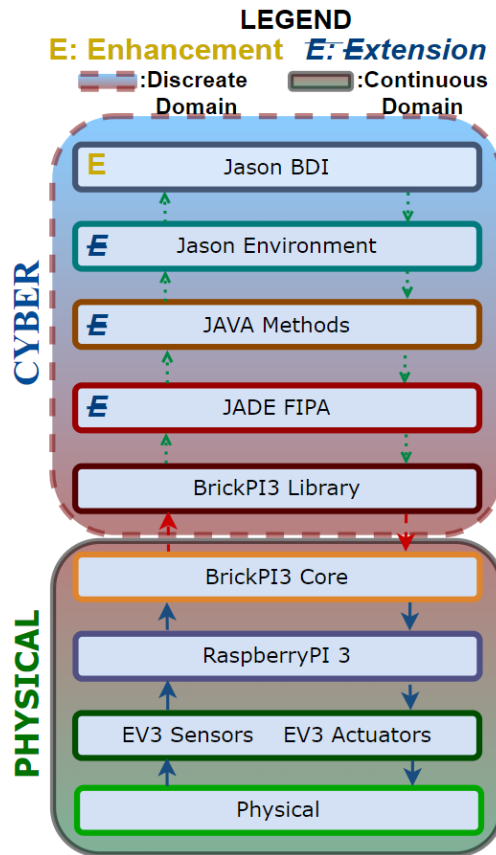 LEGEND
E: Enhancement E: Extension
:Discreate Domain
:Continuous Domain
CYBER
E Jason BDI
E Jason Environment
E JAVA Methods
E JADE FIPA
BrickPI3 Library
PHYSICAL
BrickPI3 Core
RaspberryPI 3
EV3 Sensors EV3 Actuators
Physical